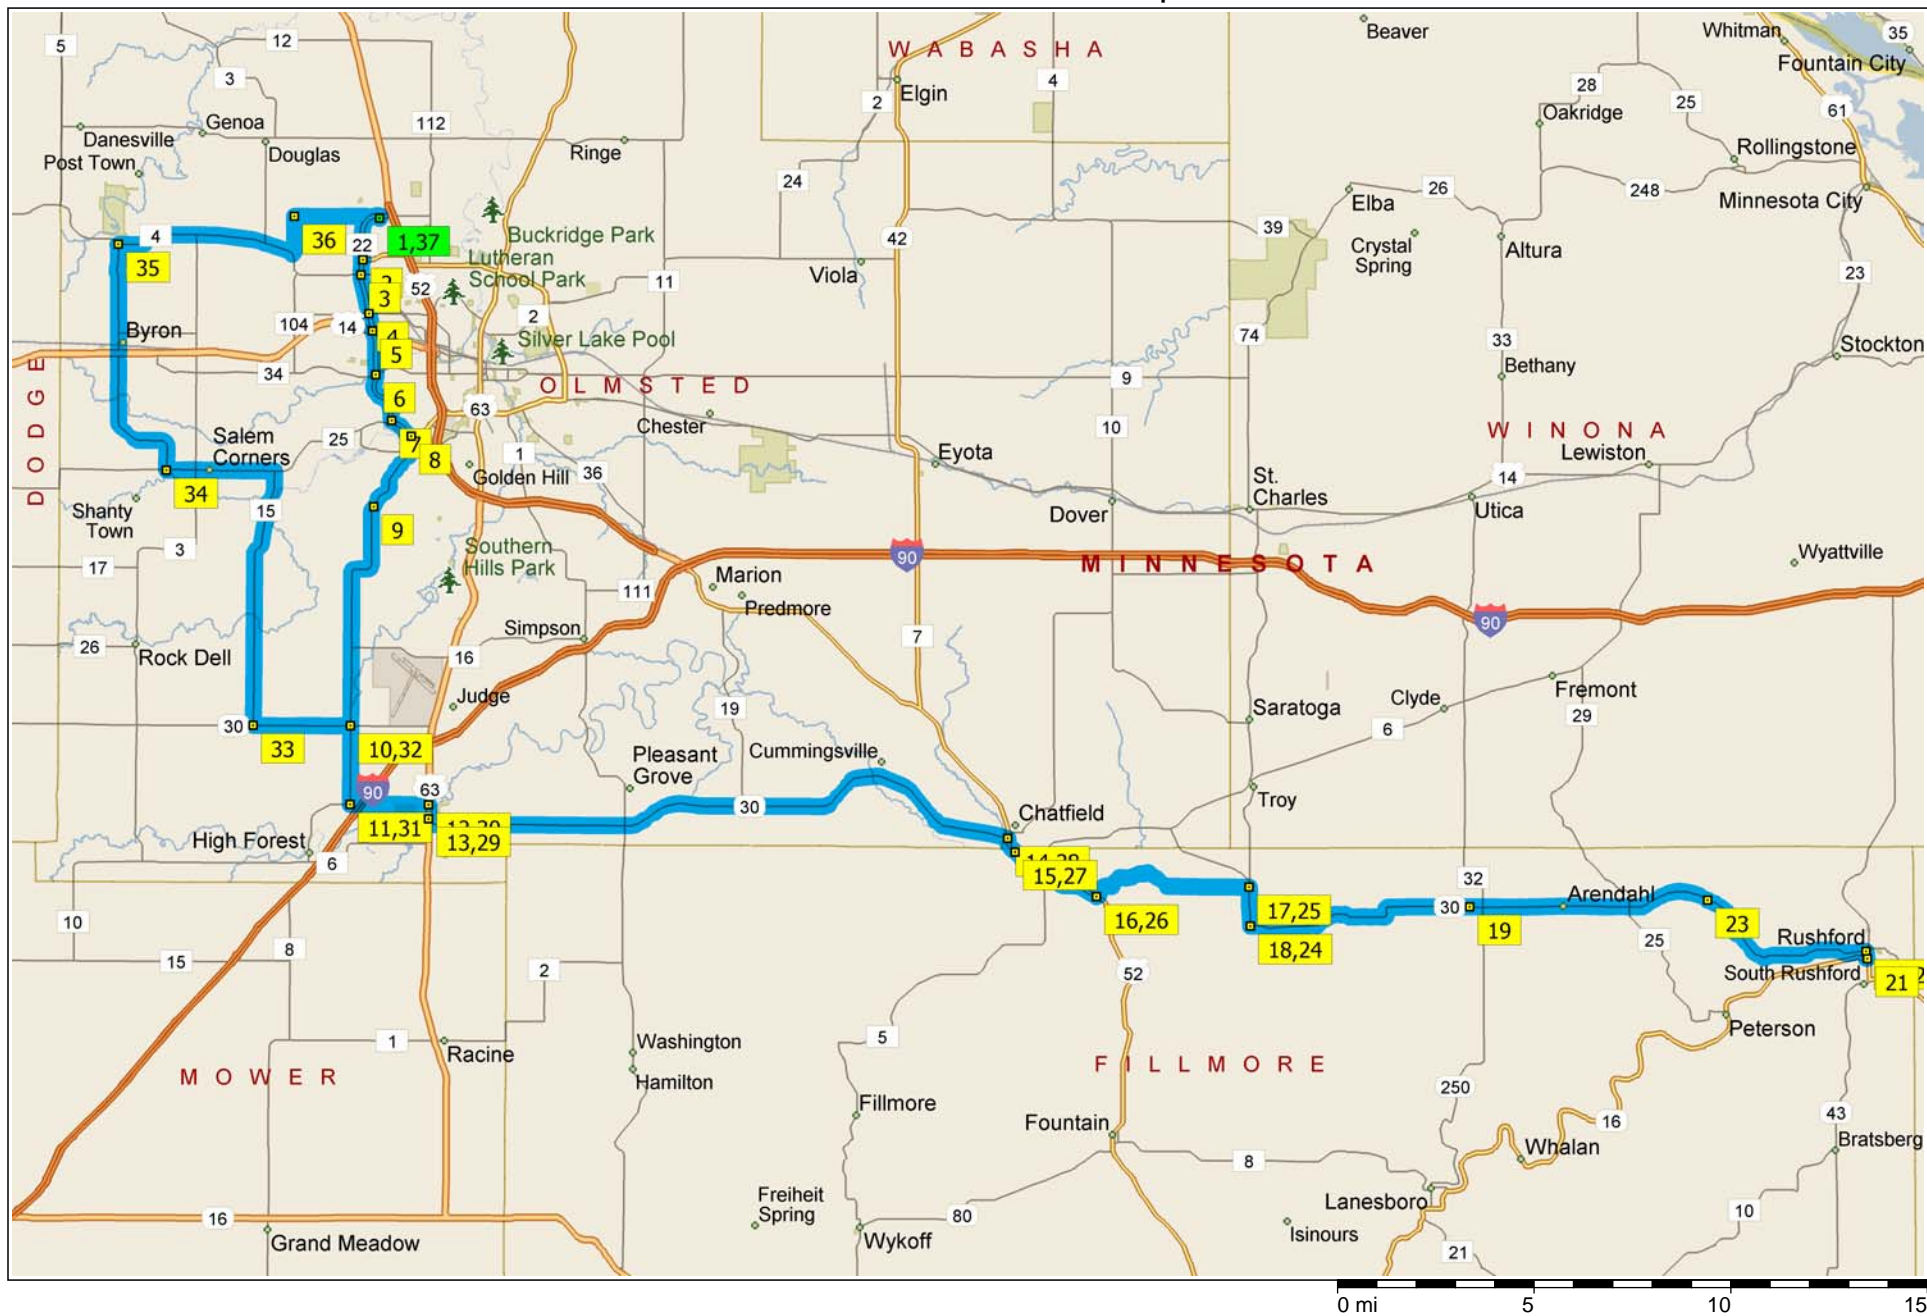 WABASHA
Beaver
Whitman
35
5
12
3
4
Fountain City
Elgin
2
28
25
61
Oakridge
Danesville
Genoa
112
Post Town
Douglas
Ringe
Rollingstone
24
26
248
Elba
Minnesota City
39
4
36
22
1,37
Buckridge Park
42
Crystal
Spring
Altura
35
Lutheran
School Park
Viola
11
23
3
52
2
104
14
4
Byron
Silver Lake Pool
74
33
Stockton
5
DODGE
34
OLMSTED
9
Bethany
6
63
Chester
10
WINONA
Salem
Corners
25
7
8
1
36
Golden Hill
Eyota
Lewiston
14
34
15
St.
Charles
Shanty
Town
Dover
Utica
9
3
Southern
Hills Park
17
90
MINNESOTA
Wyattville
Marion
111
Predmore
90
Simpson
7
26
Rock Dell
16
Judge
19
Saratoga
Clyde
Fremont
30
29
6
33
10,32
Pleasant
Grove
Cummingsville
90
63
30
Troy
Chatfield
11,31
13,29
High Forest
6
15,27
32
Arendahl
10
16,26
17,25
30
19
23
8
18,24
25
Rushford
15
2
52
South Rushford
21
Peterson
1
Racine
Washington
5
MOWER
Hamilton
FILLMORE
250
Fillmore
43
Fountain
16
Bratsberg
8
Whalan
Freiheit
Spring
Lanesboro
16
80
10
Grand Meadow
Wykoff
Isinours
21
0 mi
5
10
15